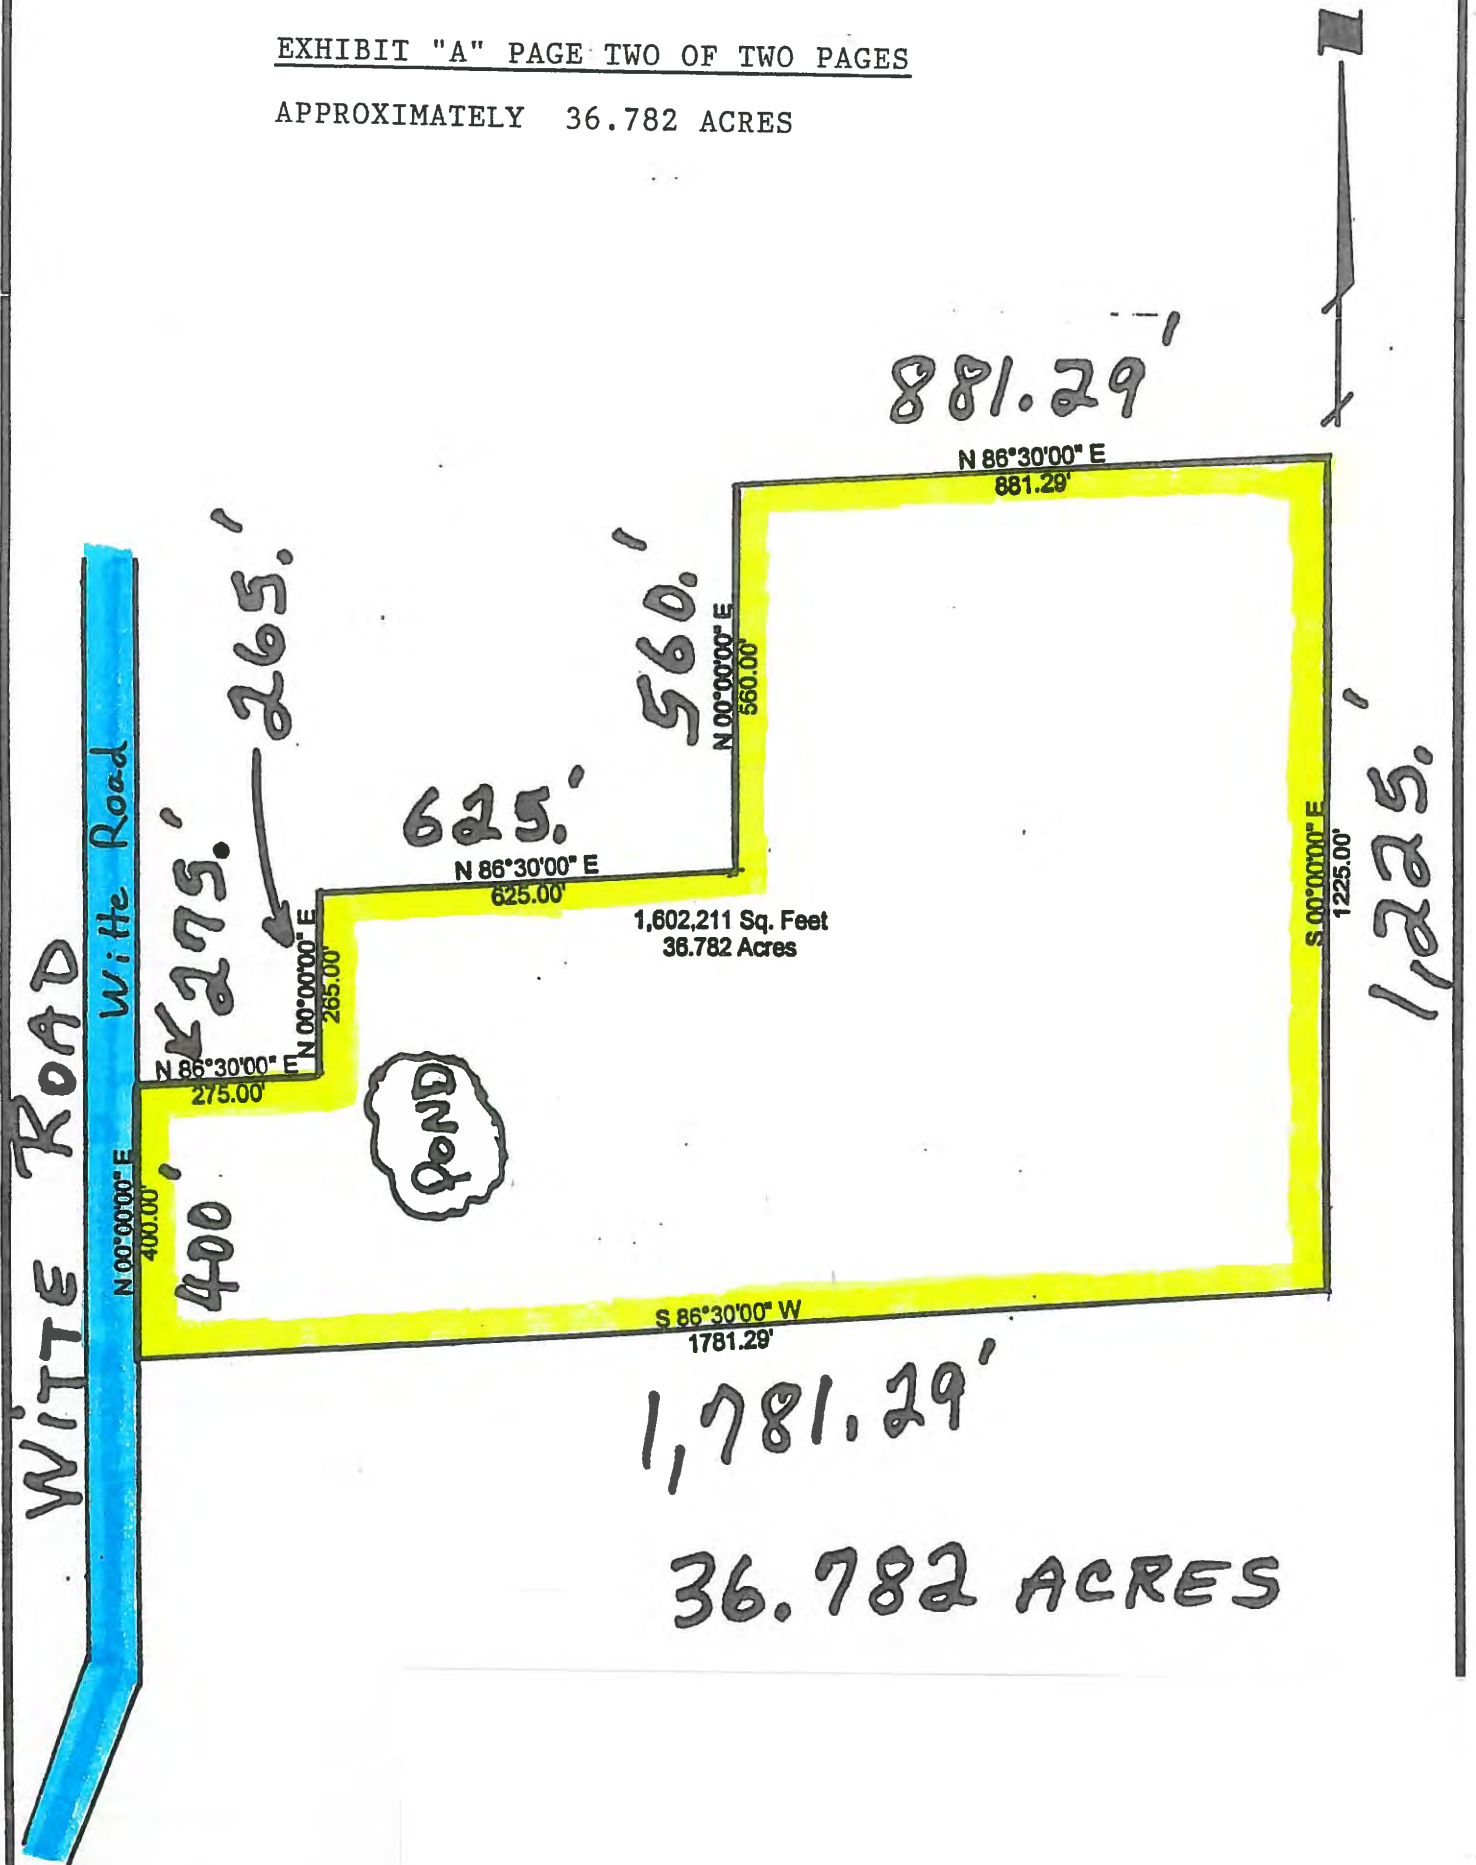 EXHIBIT "A" PAGE TWO OF TWO PAGES
APPROXIMATELY 36.782 ACRES
N
881.29'
N 86°30'00" E
881.29'
265.'
560.'
N 00°00'00" E
560.00'
625.'
N 86°30'00" E
625.00'
1,602,211 Sq. Feet
36.782 Acres
275.'
N 00°00'00" E
265.00'
N 86°30'00" E
275.00'
Witte Road
WITTE ROAD
POND
N 00°00'00" E
400.00'
400'
S 00°00'00" E
1225.00'
1,225.'
S 86°30'00" W
1781.29'
1,781.29'
36.782 ACRES